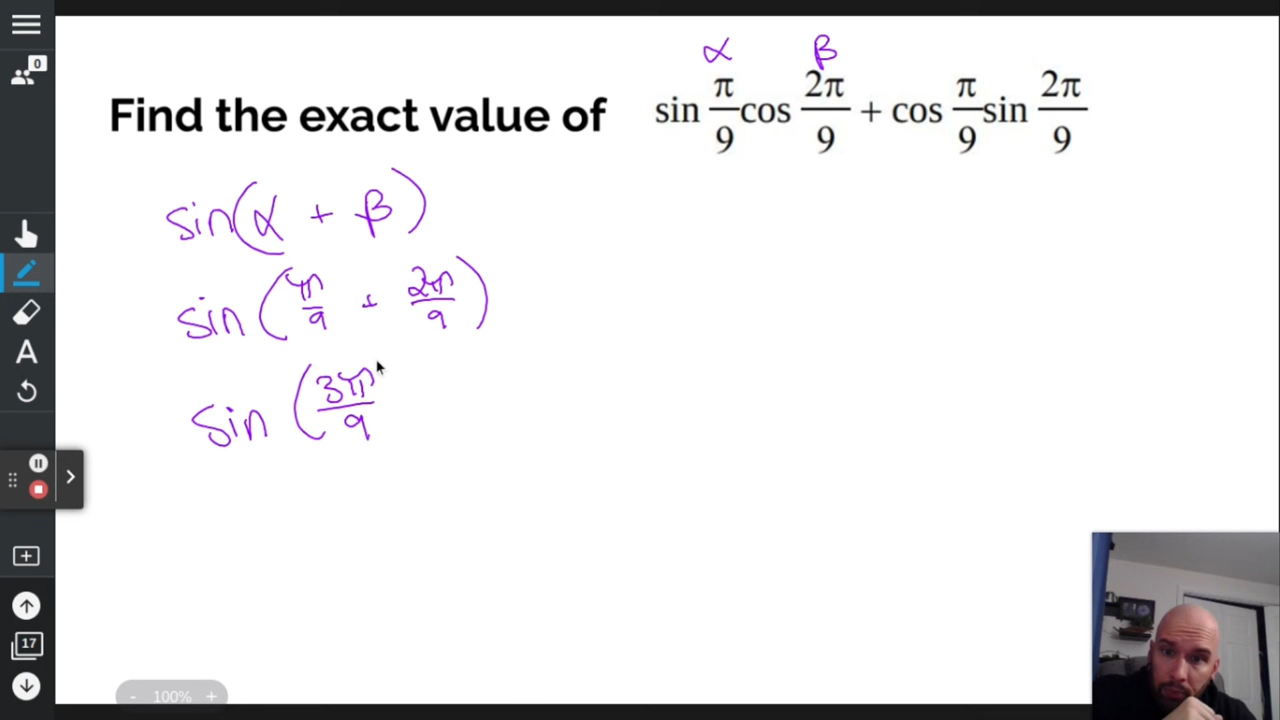 0
α β
Find the exact value of sin π/9 cos 2π/9 + cos π/9 sin 2π/9
sin(α + β)
sin(π/9 + 2π/9)
sin(3π/9
A
17
- 100% +